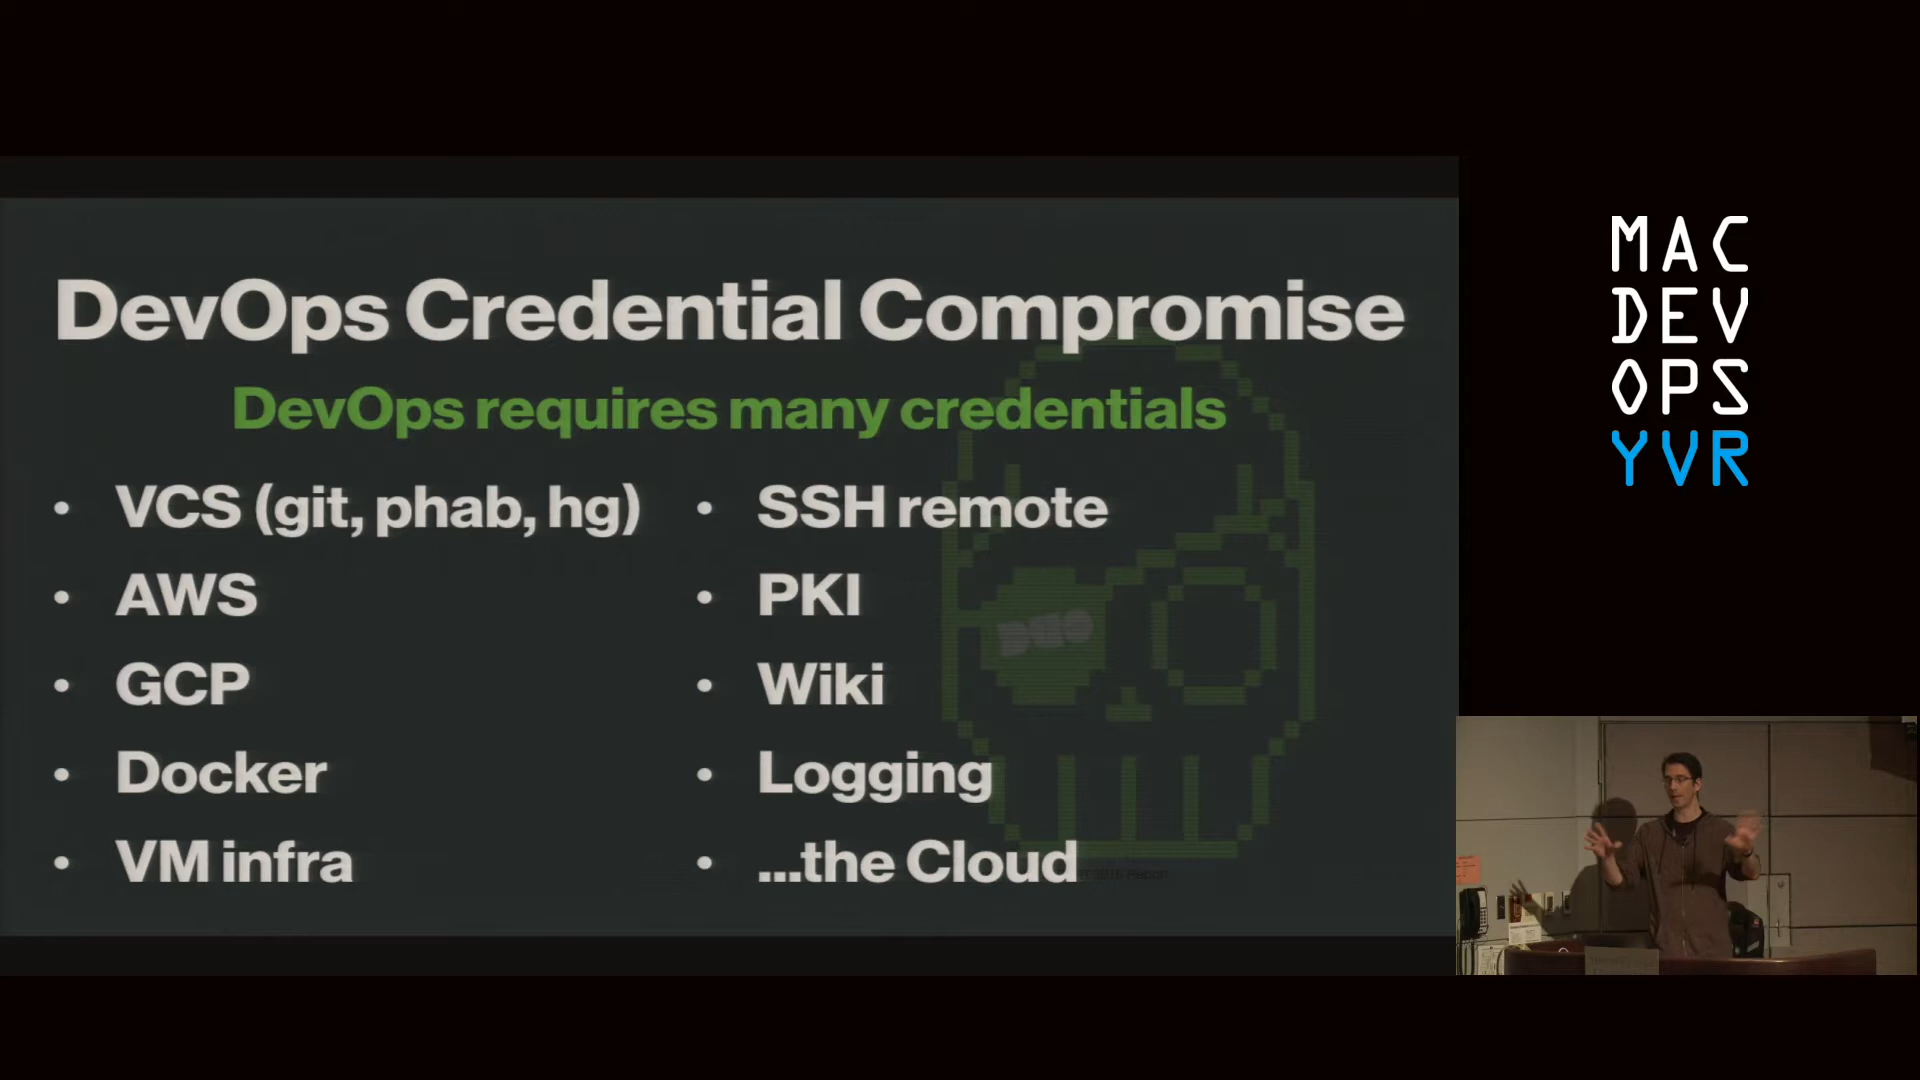 DevOps Credential Compromise
DevOps requires many credentials
• VCS (git, phab, hg)
• AWS
• GCP
• Docker
• VM infra
• SSH remote
• PKI
• Wiki
• Logging
• ...the Cloud
DUO
MAC
DEV
OPS
YVR